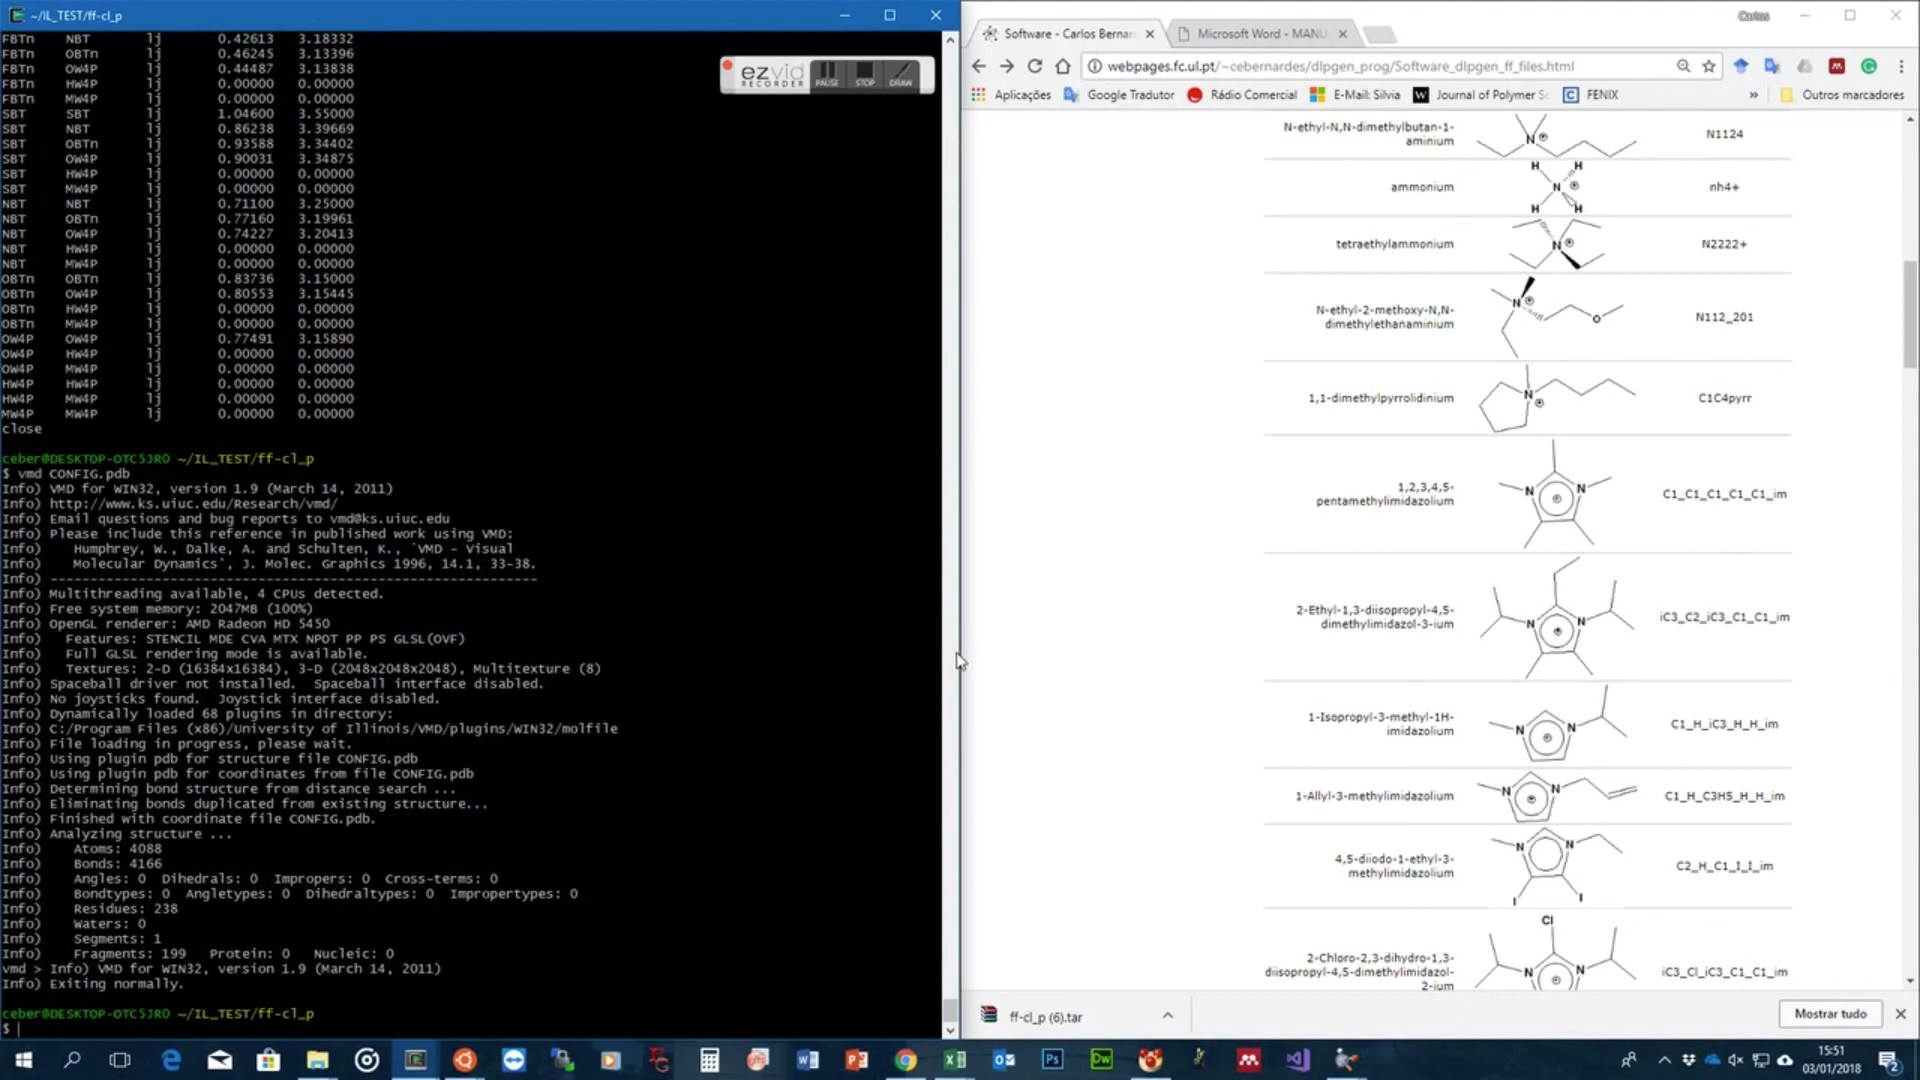 ~/IL_TEST/ff-cl_p
FBTn NBT lj 0.42613 3.18332
FBTn OBTn lj 0.46245 3.13396
FBTn OW4P lj 0.44487 3.13838
FBTn HW4P lj 0.00000 0.00000
FBTn MW4P lj 0.00000 0.00000
SBT SBT lj 1.04600 3.55000
SBT NBT lj 0.86238 3.39669
SBT OBTn lj 0.93588 3.34402
SBT OW4P lj 0.90031 3.34875
SBT HW4P lj 0.00000 0.00000
SBT MW4P lj 0.00000 0.00000
NBT NBT lj 0.71100 3.25000
NBT OBTn lj 0.77160 3.19961
NBT OW4P lj 0.74227 3.20413
NBT HW4P lj 0.00000 0.00000
NBT MW4P lj 0.00000 0.00000
OBTn OBTn lj 0.83736 3.15000
OBTn OW4P lj 0.80553 3.15445
OBTn HW4P lj 0.00000 0.00000
OBTn MW4P lj 0.00000 0.00000
OW4P OW4P lj 0.77491 3.15890
OW4P HW4P lj 0.00000 0.00000
OW4P MW4P lj 0.00000 0.00000
HW4P HW4P lj 0.00000 0.00000
HW4P MW4P lj 0.00000 0.00000
MW4P MW4P lj 0.00000 0.00000
close
ceber@DESKTOP-OTC5JRO ~/IL_TEST/ff-cl_p
$ vmd CONFIG.pdb
Info) VMD for WIN32, version 1.9 (March 14, 2011)
Info) http://www.ks.uiuc.edu/Research/vmd/
Info) Email questions and bug reports to vmd@ks.uiuc.edu
Info) Please include this reference in published work using VMD:
Info) Humphrey, W., Dalke, A. and Schulten, K., `VMD - Visual
Info) Molecular Dynamics', J. Molec. Graphics 1996, 14.1, 33-38.
Info) -------------------------------------------------------------
Info) Multithreading available, 4 CPUs detected.
Info) Free system memory: 2047MB (100%)
Info) OpenGL renderer: AMD Radeon HD 5450
Info) Features: STENCIL MDE CVA MTX NPOT PP PS GLSL(OVF)
Info) Full GLSL rendering mode is available.
Info) Textures: 2-D (16384x16384), 3-D (2048x2048x2048), Multitexture (8)
Info) Spaceball driver not installed. Spaceball interface disabled.
Info) No joysticks found. Joystick interface disabled.
Info) Dynamically loaded 68 plugins in directory:
Info) C:/Program Files (x86)/University of Illinois/VMD/plugins/WIN32/molfile
Info) File loading in progress, please wait.
Info) Using plugin pdb for structure file CONFIG.pdb
Info) Using plugin pdb for coordinates from file CONFIG.pdb
Info) Determining bond structure from distance search ...
Info) Eliminating bonds duplicated from existing structure...
Info) Finished with coordinate file CONFIG.pdb.
Info) Analyzing structure ...
Info) Atoms: 4088
Info) Bonds: 4166
Info) Angles: 0 Dihedrals: 0 Impropers: 0 Cross-terms: 0
Info) Bondtypes: 0 Angletypes: 0 Dihedraltypes: 0 Impropertypes: 0
Info) Residues: 238
Info) Waters: 0
Info) Segments: 1
Info) Fragments: 199 Protein: 0 Nucleic: 0
vmd > Info) VMD for WIN32, version 1.9 (March 14, 2011)
Info) Exiting normally.
ceber@DESKTOP-OTC5JRO ~/IL_TEST/ff-cl_p
$
ezvid
RECORDER
PAUSE STOP DRAW
Carlos
Software - Carlos Bernar
Microsoft Word - MANU
webpages.fc.ul.pt/~cebernardes/dlpgen_prog/Software_dlpgen_ff_files.html
Aplicações Google Tradutor Rádio Comercial E-Mail: Silvia Journal of Polymer Sc FENIX » Outros marcadores
N-ethyl-N,N-dimethylbutan-1-
aminium
N
N1124
ammonium
H H
N
H H
nh4+
tetraethylammonium
N
N2222+
N-ethyl-2-methoxy-N,N-
dimethylethanaminium
N
O
N112_201
1,1-dimethylpyrrolidinium
N
C1C4pyrr
1,2,3,4,5-
pentamethylimidazolium
N N
C1_C1_C1_C1_C1_im
2-Ethyl-1,3-diisopropyl-4,5-
dimethylimidazol-3-ium
N N
iC3_C2_iC3_C1_C1_im
1-Isopropyl-3-methyl-1H-
imidazolium
N N
C1_H_iC3_H_H_im
1-Allyl-3-methylimidazolium
N N
C1_H_C3H5_H_H_im
4,5-diiodo-1-ethyl-3-
methylimidazolium
N N
I I
C2_H_C1_I_I_im
Cl
2-Chloro-2,3-dihydro-1,3-
diisopropyl-4,5-dimethylimidazol-
2-ium
N N
iC3_Cl_iC3_C1_C1_im
ff-cl_p (6).tar
Mostrar tudo
15:51
03/01/2018
2